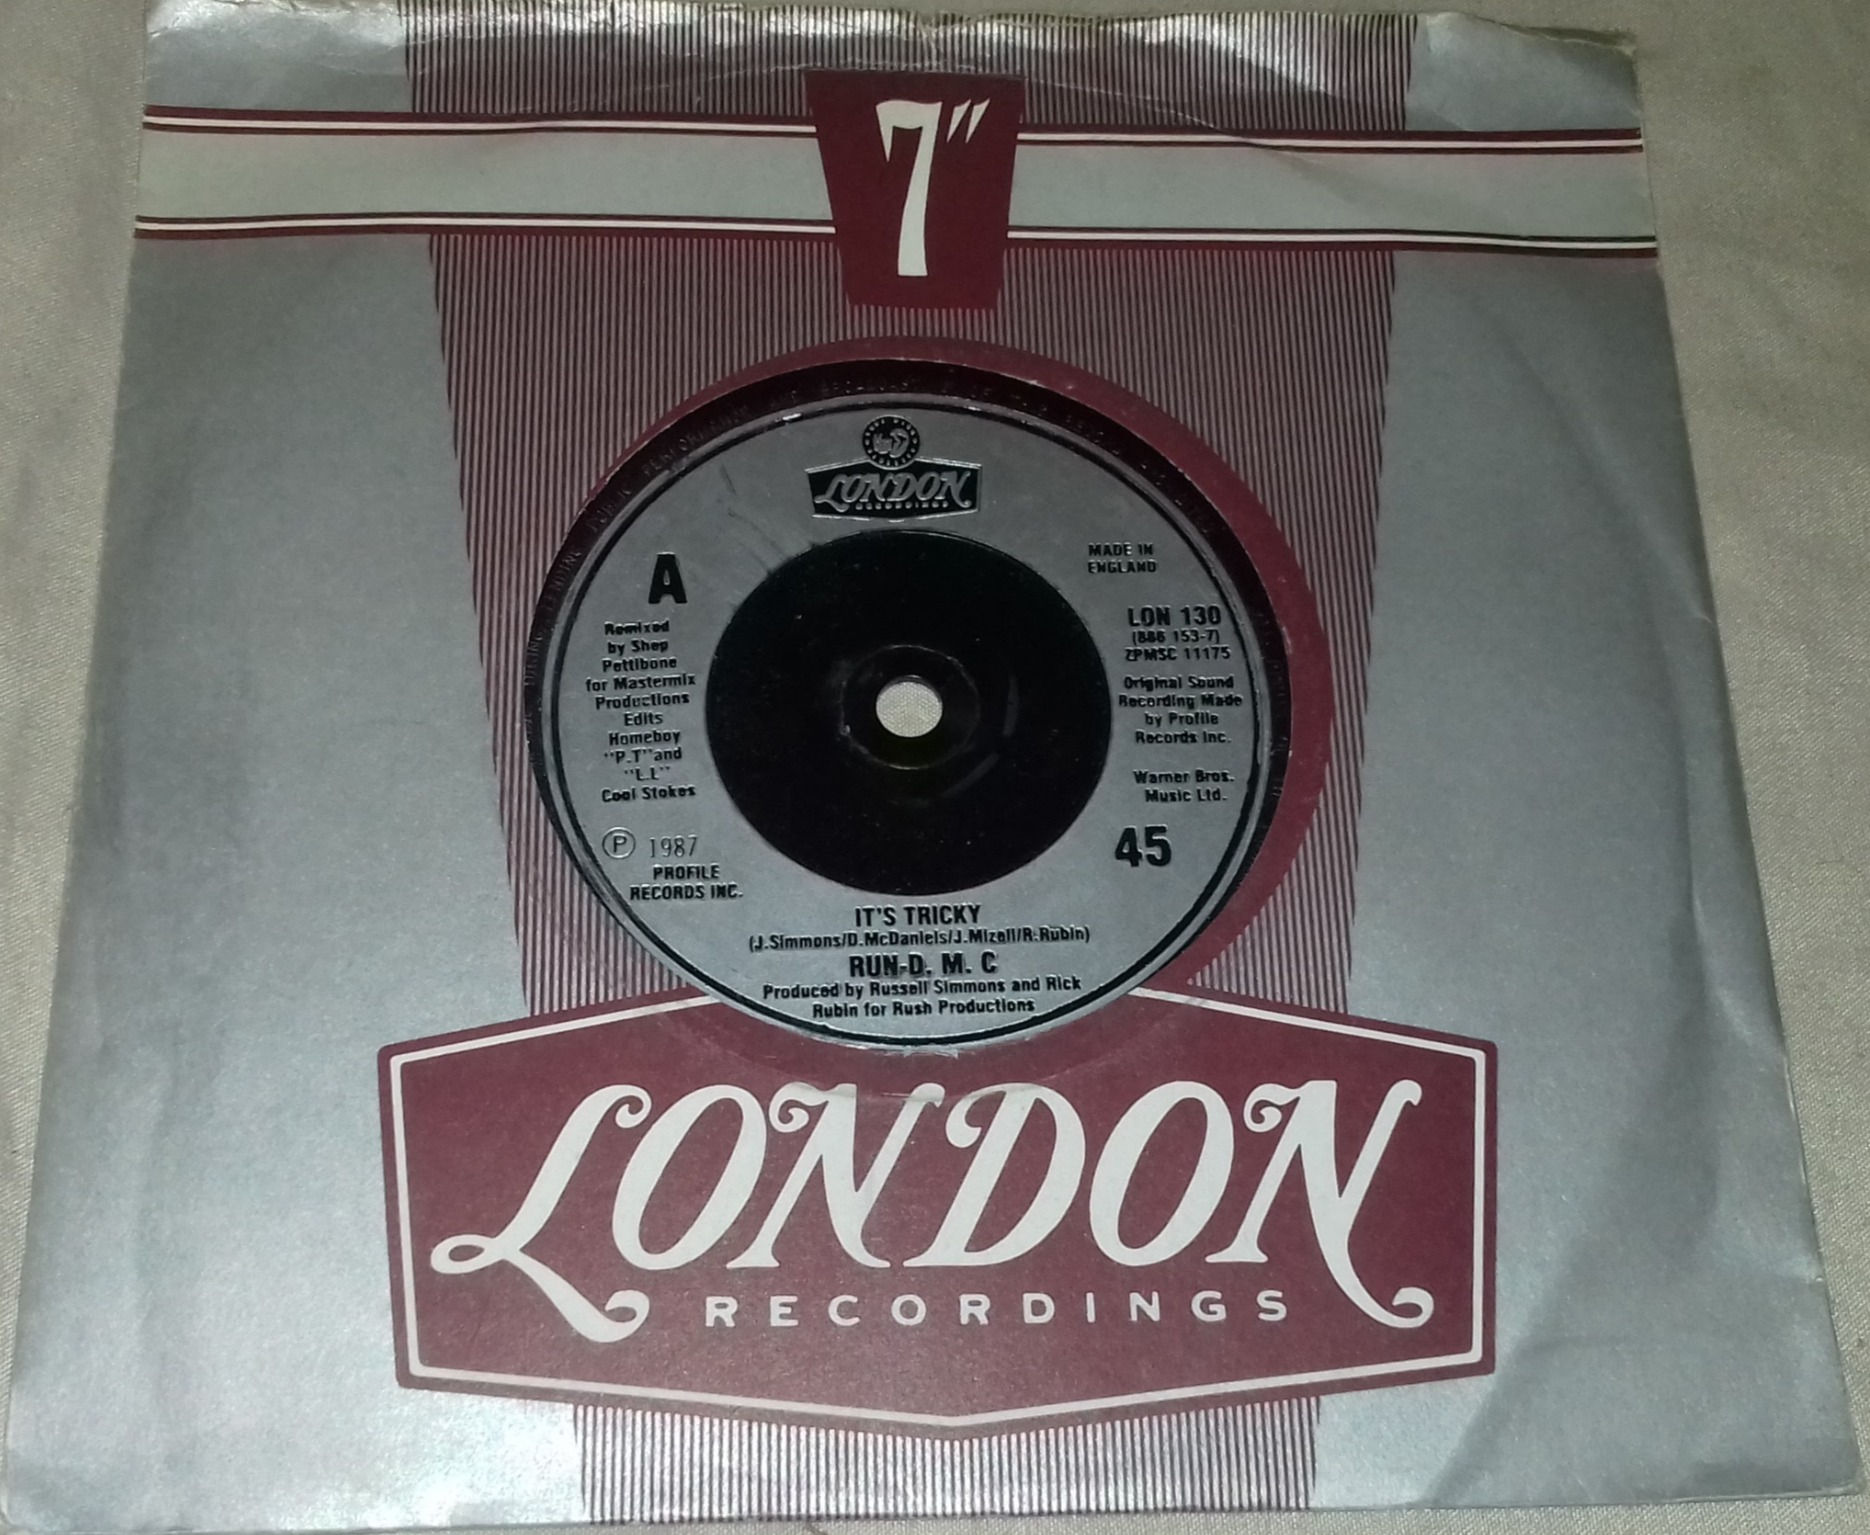 7"
LONDON
RECORDINGS
A
MADE IN
ENGLAND
Remixed
by Shep
Pettibone
for Mastermix
Productions
Edits
Homeboy
"P.T" and
"L.L"
Cool Stokes
LON 130
(886 153-7)
ZPMSC 11175
Original Sound
Recording Made
by Profile
Records Inc.
Warner Bros.
Music Ltd.
Ⓟ 1987
PROFILE
RECORDS INC.
45
IT'S TRICKY
(J.Simmons/D.McDaniels/J.Mizell/R.Rubin)
RUN-D. M. C
Produced by Russell Simmons and Rick
Rubin for Rush Productions
LONDON
RECORDINGS